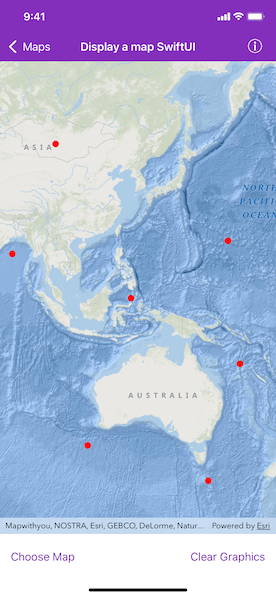 9:41
Maps
Display a map SwiftUI
ASIA
NORTH
PACIFIC
OCEAN
AUSTRALIA
Mapwithyou, NOSTRA, Esri, GEBCO, DeLorme, Natur...
Powered by Esri
Choose Map
Clear Graphics